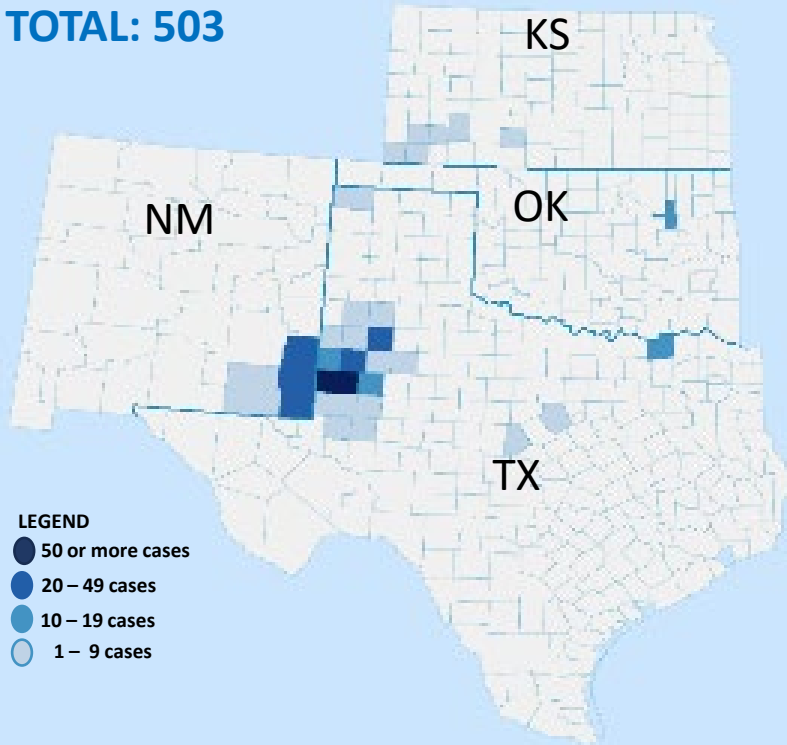 TOTAL: 503
KS
NM
OK
TX
LEGEND
50 or more cases
20 – 49 cases
10 – 19 cases
1 – 9 cases